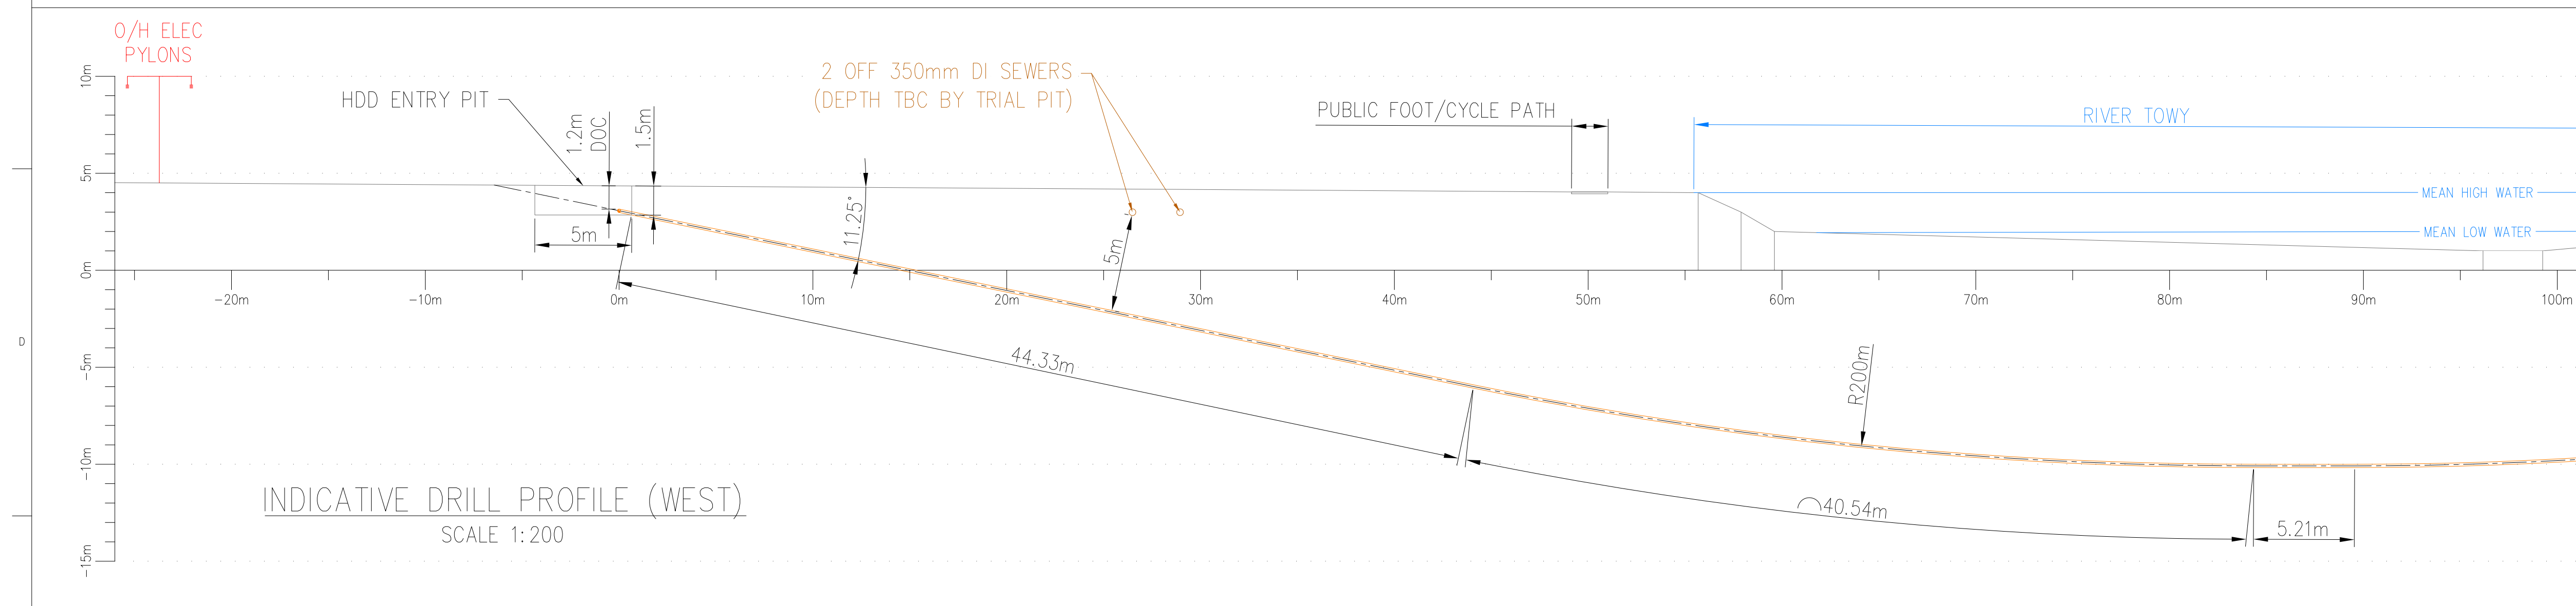 O/H ELEC
PYLONS
HDD ENTRY PIT
1.2m
DOC
1.5m
2 OFF 350mm DI SEWERS
(DEPTH TBC BY TRIAL PIT)
PUBLIC FOOT/CYCLE PATH
RIVER TOWY
MEAN HIGH WATER
MEAN LOW WATER
10m
5m
0m
-5m
-10m
-15m
5m
11.25°
5m
-20m
-10m
0m
10m
20m
30m
40m
50m
60m
70m
80m
90m
100m
D
44.33m
R200m
40.54m
5.21m
INDICATIVE DRILL PROFILE (WEST)
SCALE 1:200